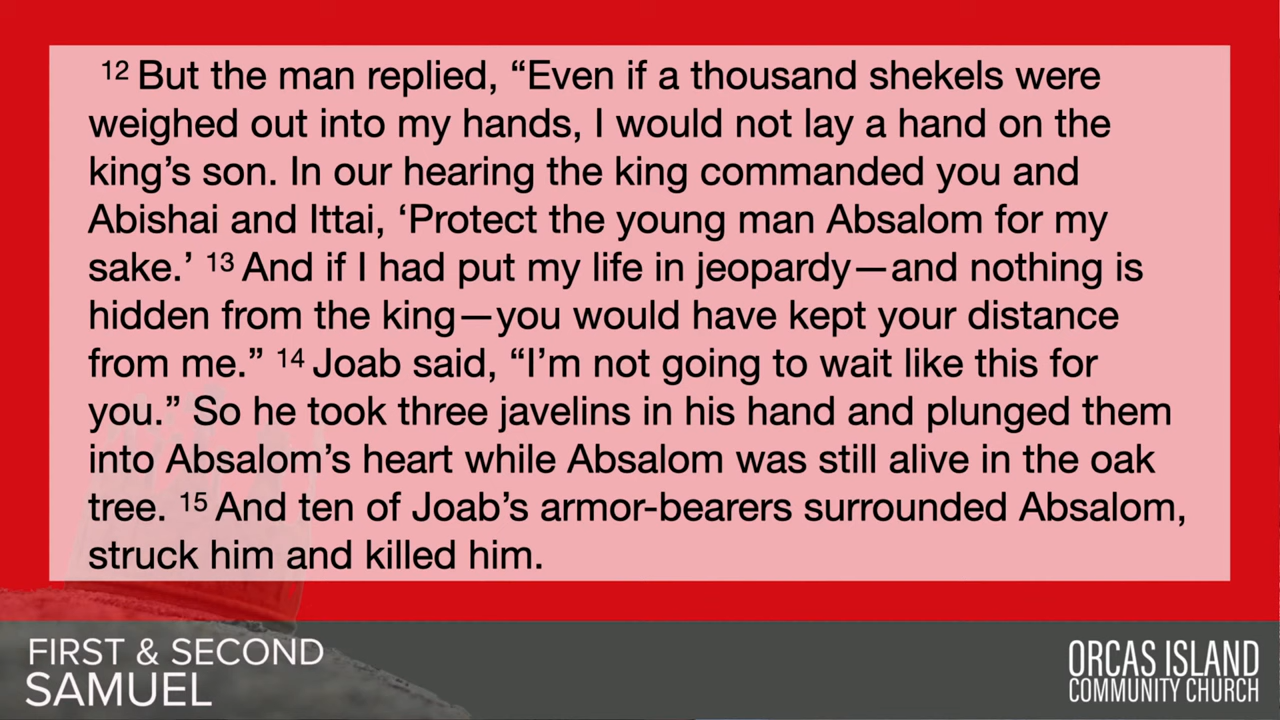 12 But the man replied, “Even if a thousand shekels were
weighed out into my hands, I would not lay a hand on the
king’s son. In our hearing the king commanded you and
Abishai and Ittai, ‘Protect the young man Absalom for my
sake.’ 13 And if I had put my life in jeopardy—and nothing is
hidden from the king—you would have kept your distance
from me.” 14 Joab said, “I’m not going to wait like this for
you.” So he took three javelins in his hand and plunged them
into Absalom’s heart while Absalom was still alive in the oak
tree. 15 And ten of Joab’s armor-bearers surrounded Absalom,
struck him and killed him.
FIRST & SECOND
SAMUEL
ORCAS ISLAND
COMMUNITY CHURCH